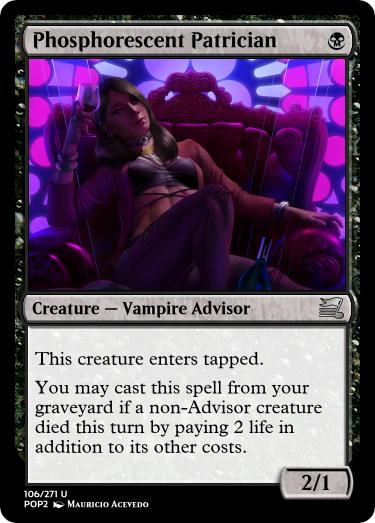 Phosphorescent Patrician
Creature — Vampire Advisor
This creature enters tapped.
You may cast this spell from your
graveyard if a non-Advisor creature
died this turn by paying 2 life in
addition to its other costs.
2/1
106/271 U
POP2 Mauricio Acevedo